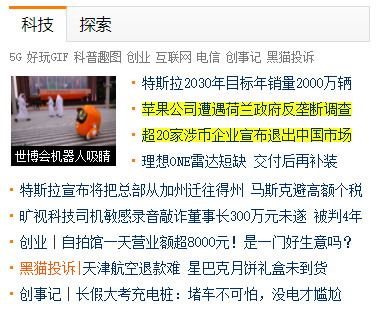 科技 探索
5G 好玩GIF 科普趣图 创业 互联网 电信 创事记 黑猫投诉
特斯拉2030年目标年销量2000万辆
苹果公司遭遇荷兰政府反垄断调查
超20家涉币企业宣布退出中国市场
理想ONE雷达短缺 交付后再补装
世博会机器人吸睛
特斯拉宣布将把总部从加州迁往得州 马斯克避高额个税
旷视科技司机敏感录音敲诈董事长300万元未遂 被判4年
创业｜自拍馆一天营业额超8000元！是一门好生意吗？
黑猫投诉|天津航空退款难 星巴克月饼礼盒未到货
创事记｜长假大考充电桩：堵车不可怕，没电才尴尬